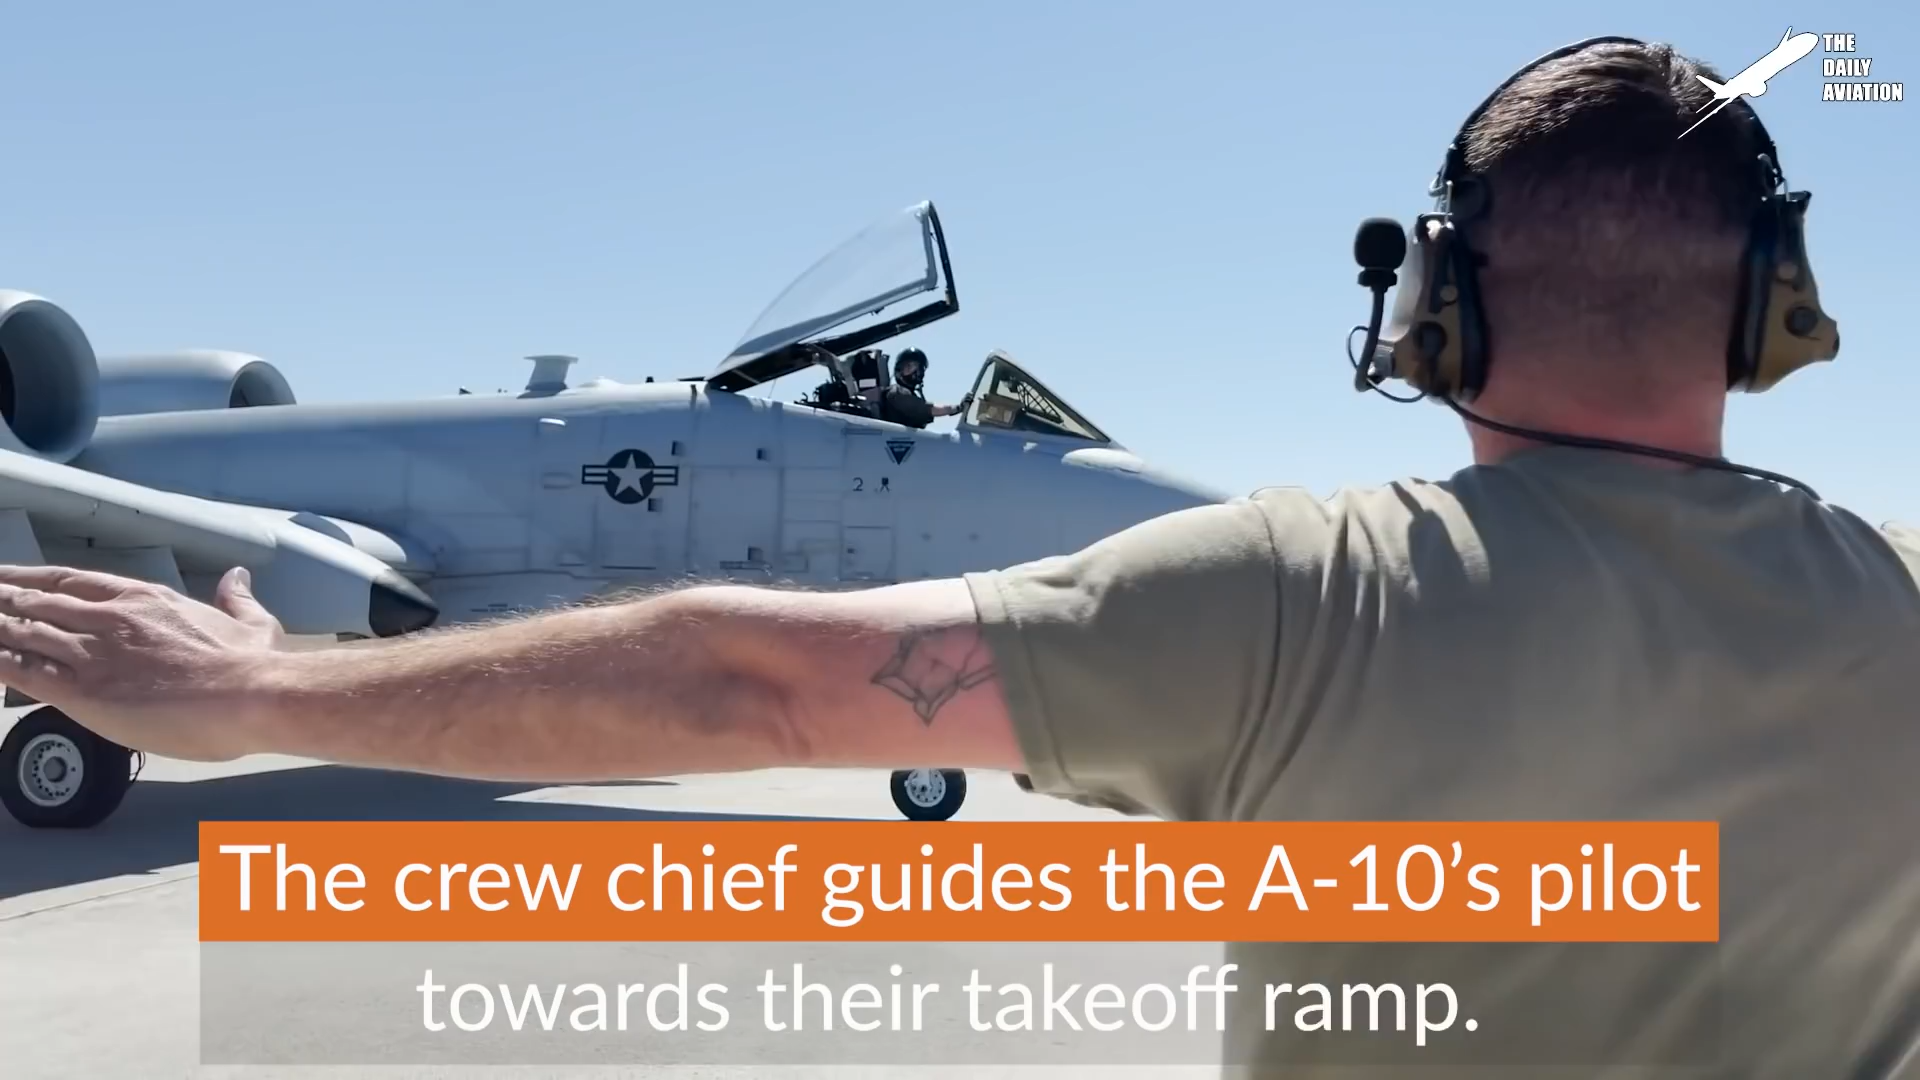 THE
DAILY
AVIATION
2
The crew chief guides the A-10’s pilot
towards their takeoff ramp.